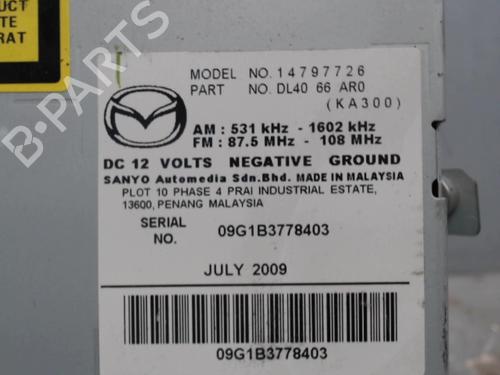 UCT
TE
RAT
MODEL NO. 14797726
PART NO. DL40 66 AR0
(KA300)
AM : 531 kHz - 1602 kHz
FM : 87.5 MHz - 108 MHz
DC 12 VOLTS NEGATIVE GROUND
SANYO Automedia Sdn.Bhd. MADE IN MALAYSIA
PLOT 10 PHASE 4 PRAI INDUSTRIAL ESTATE,
13600, PENANG MALAYSIA
SERIAL NO. 09G1B3778403
JULY 2009
09G1B3778403
B-PARTS